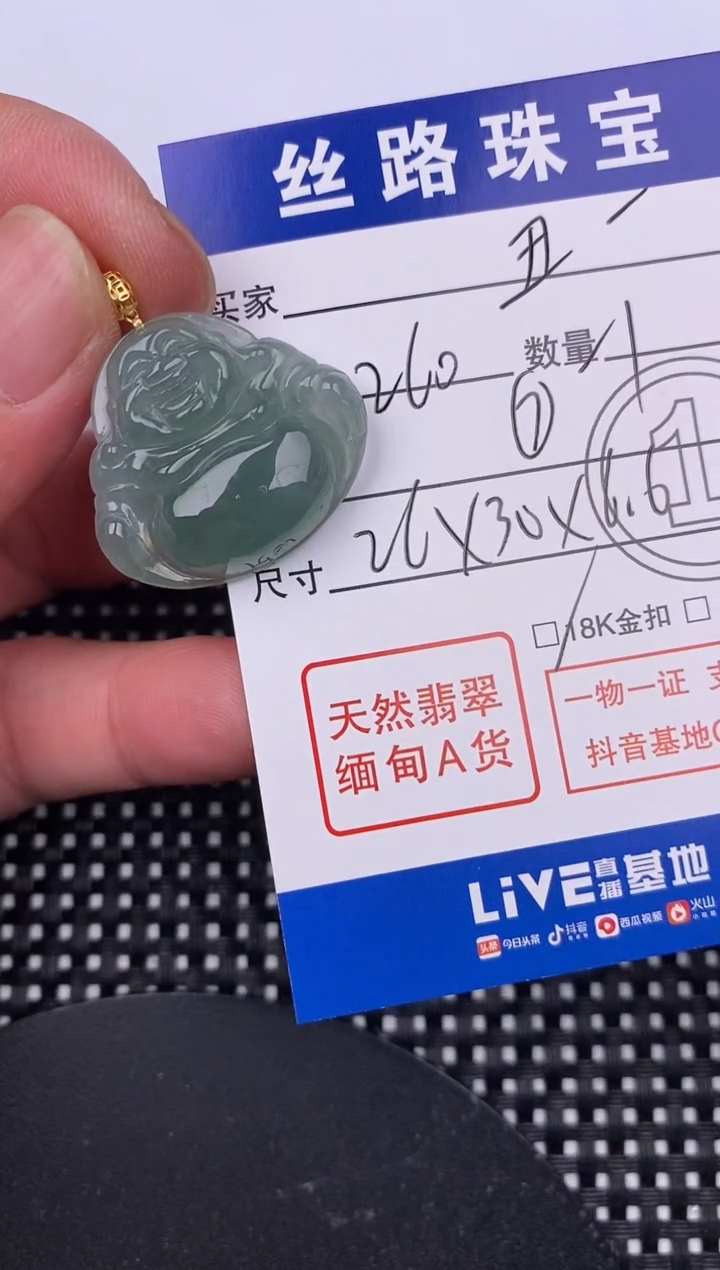 丝路珠宝
买家 丑一
260 数量 1
尺寸 26X30X6.6
1
□18K金扣 □
天然翡翠
缅甸A货
一物一证
抖音基地
LiVE直播基地
头条 今日头条 抖音 西瓜视频 火山